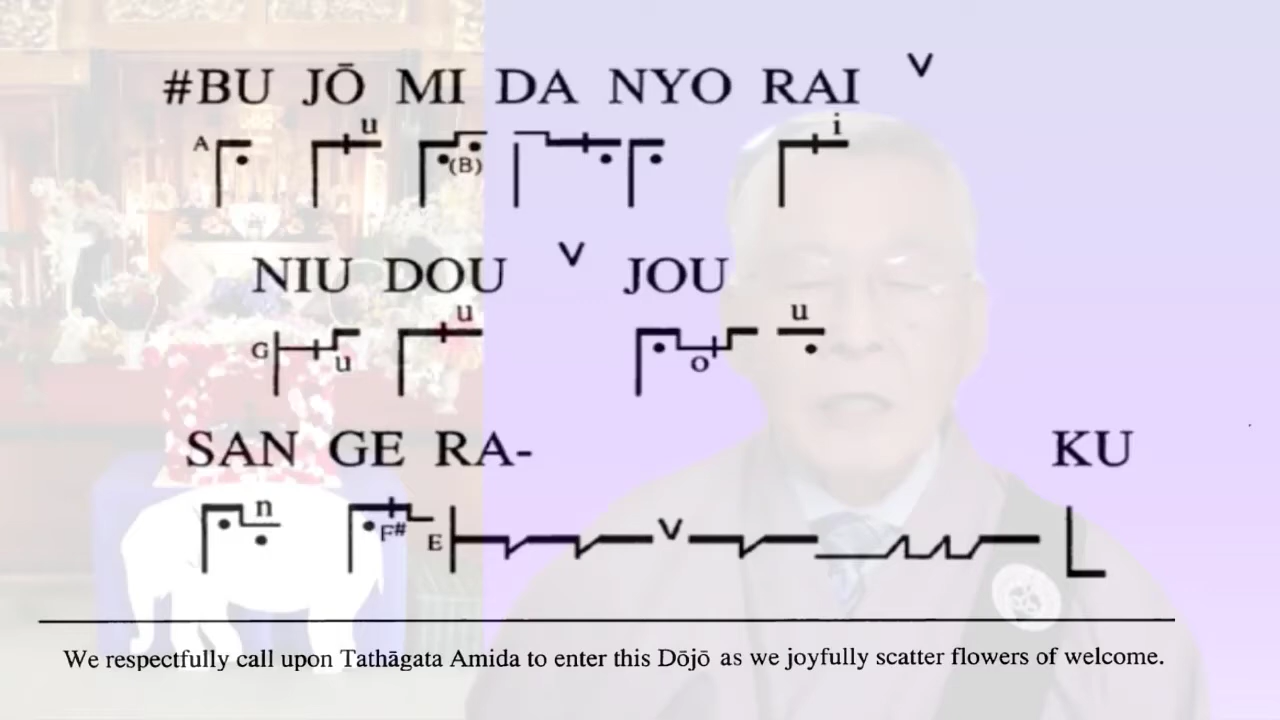 #BU JŌ MI DA NYO RAI V
A u (B) i
NIU DOU V JOU
G u u o u
SAN GE RA- KU
n F# E V
We respectfully call upon Tathāgata Amida to enter this Dōjō as we joyfully scatter flowers of welcome.